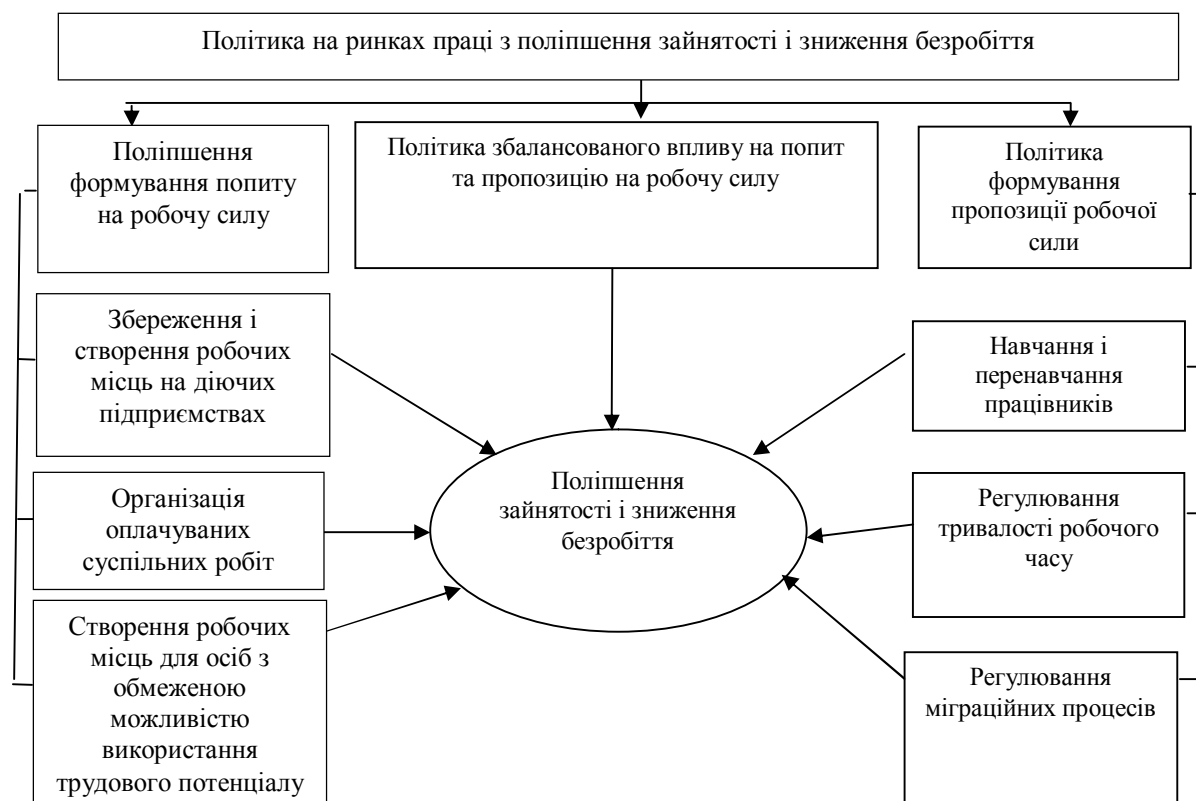 Політика на ринках праці з поліпшення зайнятості і зниження безробіття
Поліпшення
формування попиту
на робочу силу
Політика збалансованого впливу на попит
та пропозицію на робочу силу
Політика
формування
пропозиції робочої
сили
Збереження і
створення робочих
місць на діючих
підприємствах
Навчання і
перенавчання
працівників
Поліпшення
зайнятості і зниження
безробіття
Організація
оплачуваних
суспільних робіт
Регулювання
тривалості робочого
часу
Створення робочих
місць для осіб з
обмеженою
можливістю
використання
трудового потенціалу
Регулювання
міграційних процесів